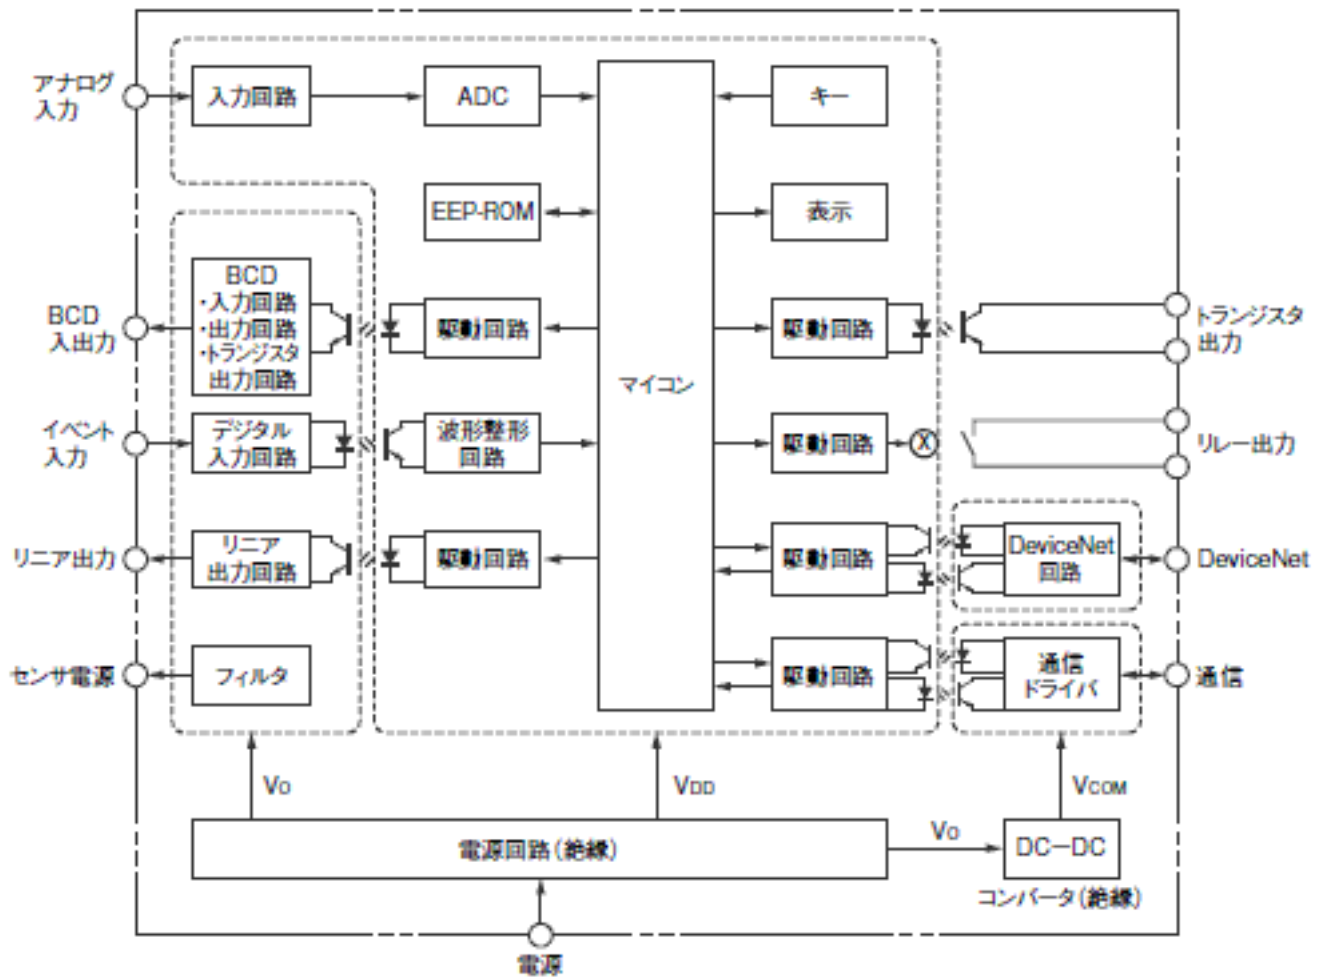 アナログ
入力
入力回路
ADC
キー
EEP-ROM
表示
BCD
入出力
BCD
・入力回路
・出力回路
・トランジスタ
出力回路
駆動回路
マイコン
駆動回路
トランジスタ
出力
イベント
入力
デジタル
入力回路
波形整形
回路
駆動回路
X
リレー出力
リニア出力
リニア
出力回路
駆動回路
駆動回路
DeviceNet
回路
DeviceNet
センサ電源
フィルタ
駆動回路
通信
ドライバ
通信
VO
VDD
VCOM
電源回路(絶縁)
VO
DC-DC
コンバータ(絶縁)
電源